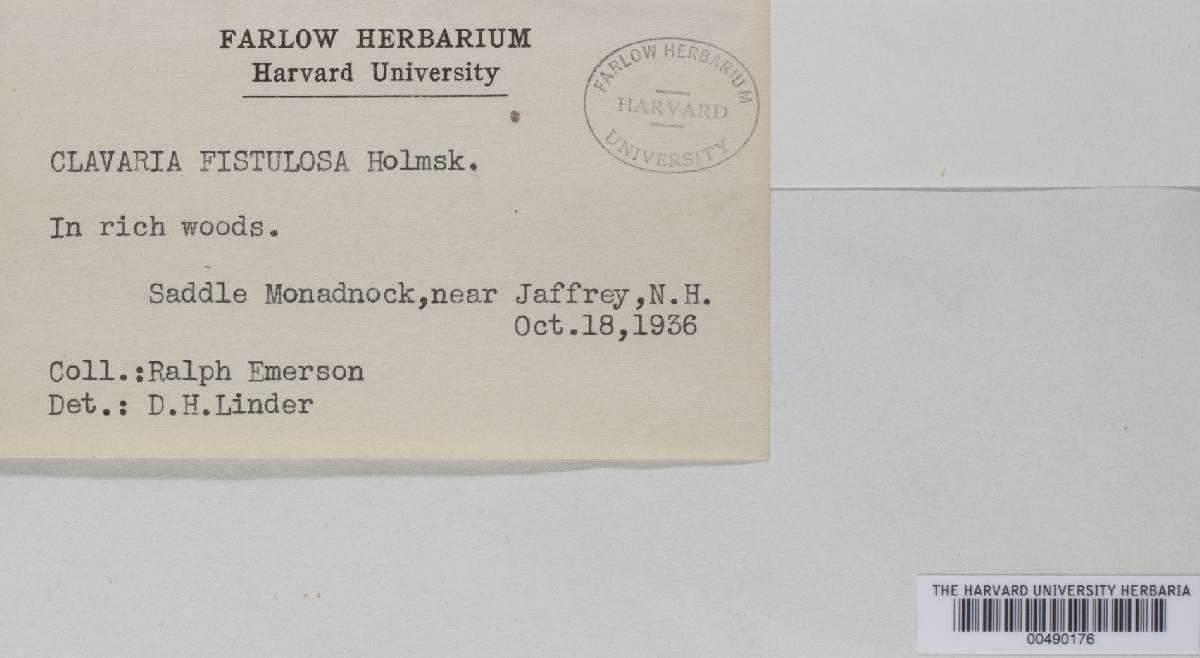 FARLOW HERBARIUM
Harvard University
FARLOW HERBARIUM
HARVARD
UNIVERSITY
CLAVARIA FISTULOSA Holmsk.
In rich woods.
Saddle Monadnock,near Jaffrey,N.H.
Oct.18,1936
Coll.:Ralph Emerson
Det.: D.H.Linder
THE HARVARD UNIVERSITY HERBARIA
00490176